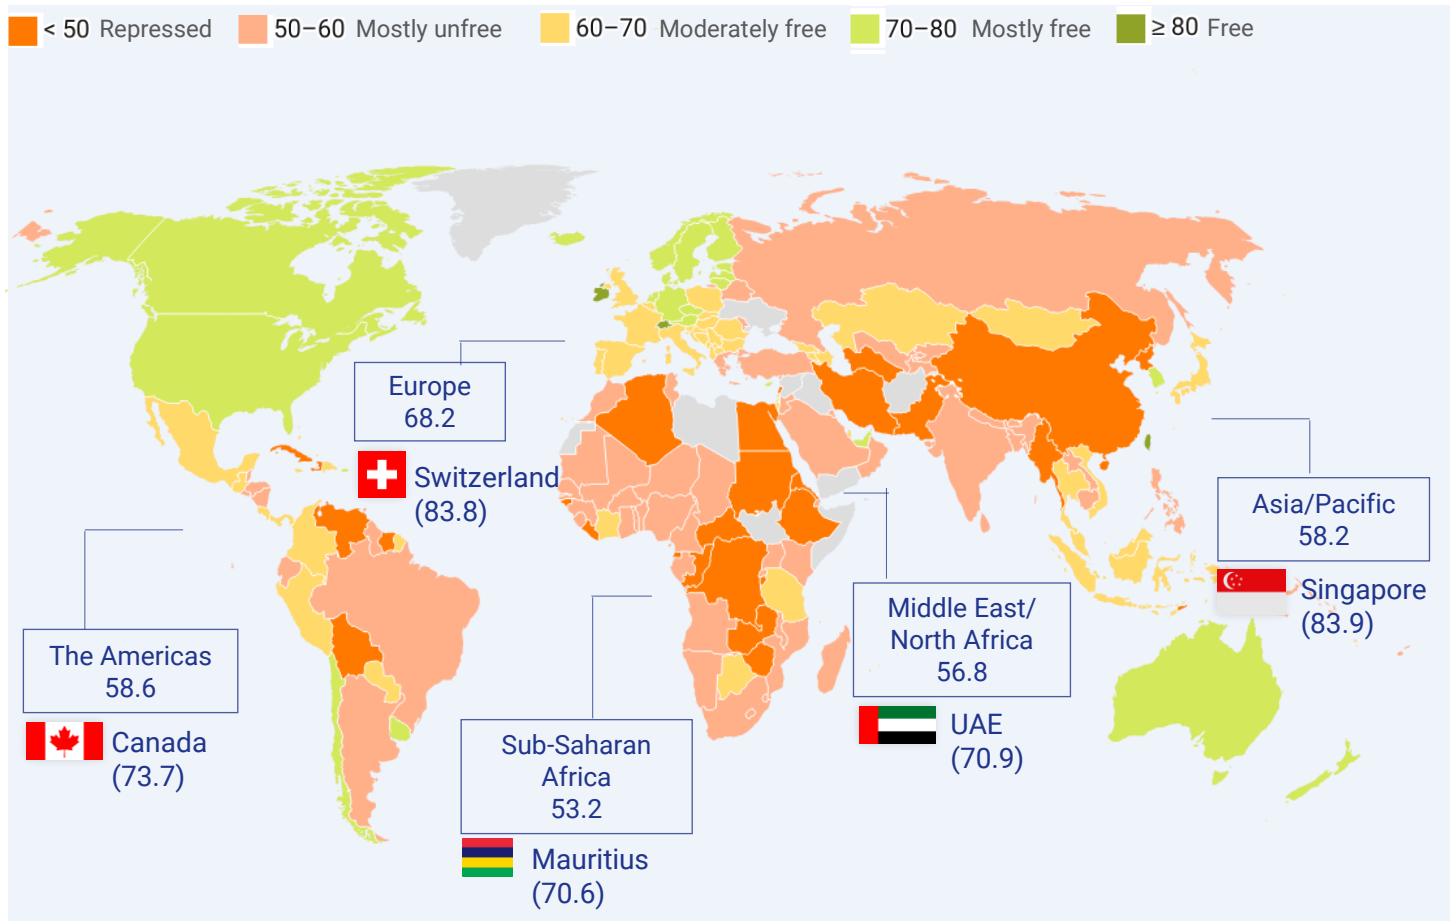 < 50 Repressed
50–60 Mostly unfree
60–70 Moderately free
70–80 Mostly free
≥ 80 Free
Europe
68.2
Switzerland
(83.8)
Asia/Pacific
58.2
Singapore
(83.9)
Middle East/
North Africa
56.8
UAE
(70.9)
The Americas
58.6
Canada
(73.7)
Sub-Saharan
Africa
53.2
Mauritius
(70.6)